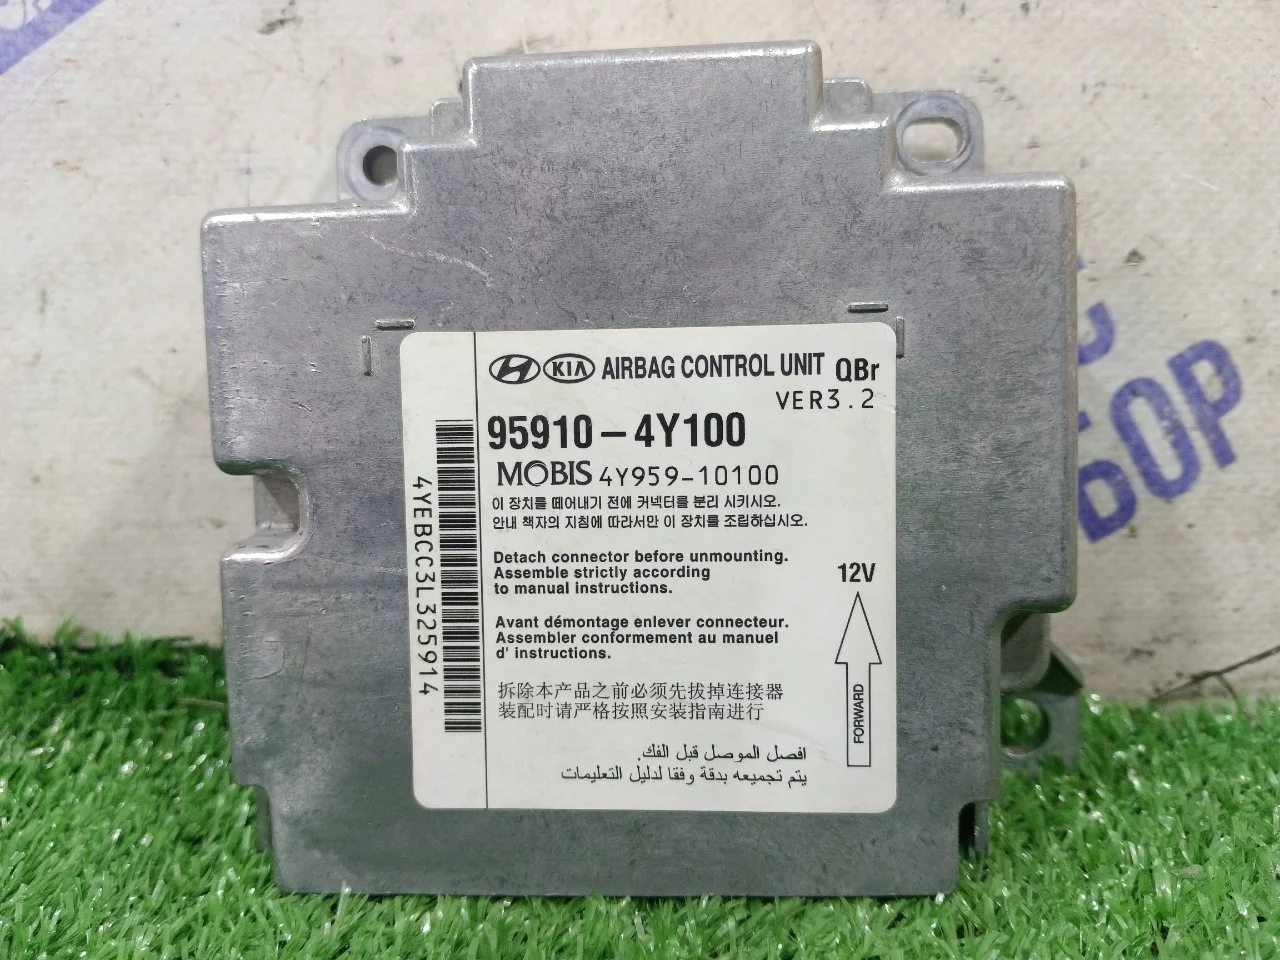 KIA AIRBAG CONTROL UNIT QBr
VER3.2
95910-4Y100
MOBIS 4Y959-10100
이 장치를 떼어내기 전에 커넥터를 분리 시키시오.
안내 책자의 지침에 따라서만 이 장치를 조립하십시오.
Detach connector before unmounting.
Assemble strictly according
to manual instructions.
12V
Avant démontage enlever connecteur.
Assembler conformement au manuel
d' instructions.
FORWARD
拆除本产品之前必须先拔掉连接器
装配时请严格按照安装指南进行
افصل الموصل قبل الفك.
يتم تجميعه بدقة وفقا لدليل التعليمات
4YEBCC3L325914
БОР